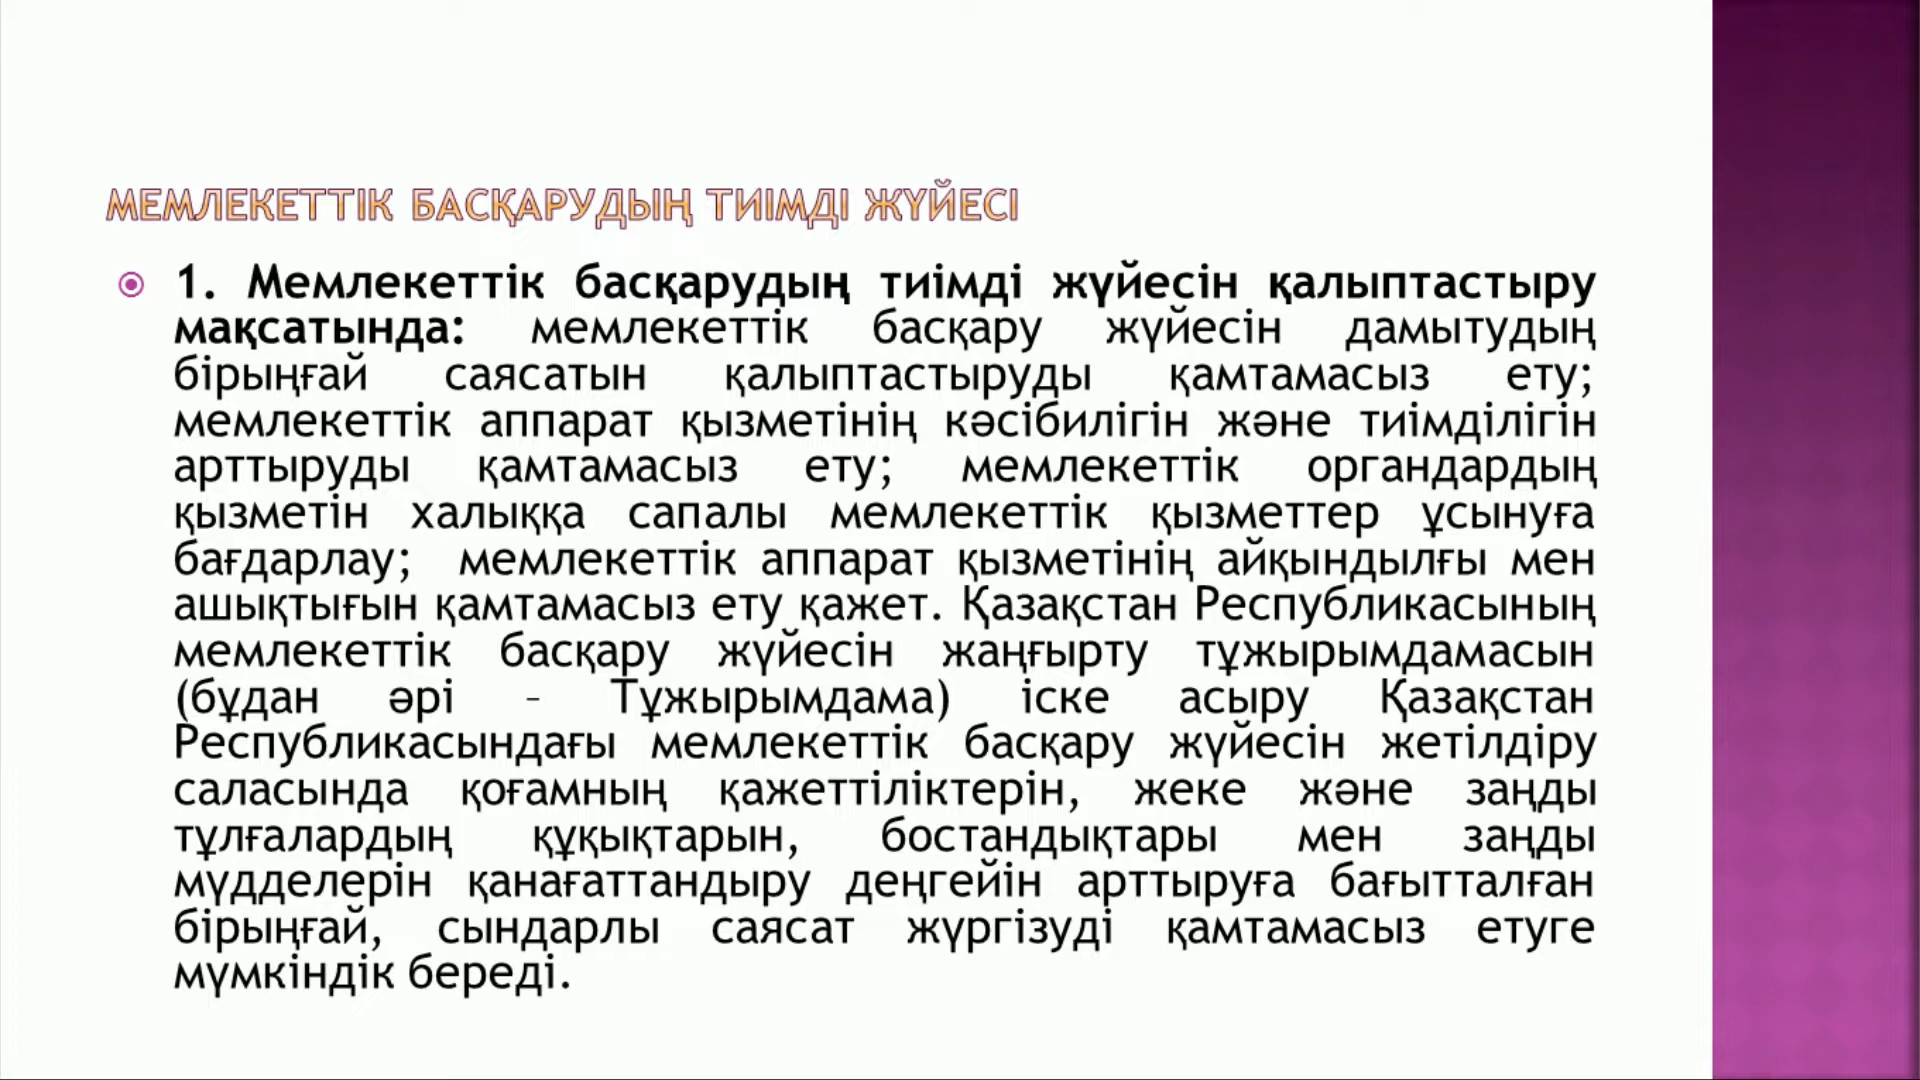 МЕМЛЕКЕТТІК БАСҚАРУДЫҢ ТИІМДІ ЖҮЙЕСІ
1. Мемлекеттік басқарудың тиімді жүйесін қалыптастыру
мақсатында: мемлекеттік басқару жүйесін дамытудың
бірыңғай саясатын қалыптастыруды қамтамасыз ету;
мемлекеттік аппарат қызметінің кәсібилігін және тиімділігін
арттыруды қамтамасыз ету; мемлекеттік органдардың
қызметін халыққа сапалы мемлекеттік қызметтер ұсынуға
бағдарлау; мемлекеттік аппарат қызметінің айқындылғы мен
ашықтығын қамтамасыз ету қажет. Қазақстан Республикасының
мемлекеттік басқару жүйесін жаңғырту тұжырымдамасын
(бұдан әрі – Тұжырымдама) іске асыру Қазақстан
Республикасындағы мемлекеттік басқару жүйесін жетілдіру
саласында қоғамның қажеттіліктерін, жеке және заңды
тұлғалардың құқықтарын, бостандықтары мен заңды
мүдделерін қанағаттандыру деңгейін арттыруға бағытталған
бірыңғай, сындарлы саясат жүргізуді қамтамасыз етуге
мүмкіндік береді.